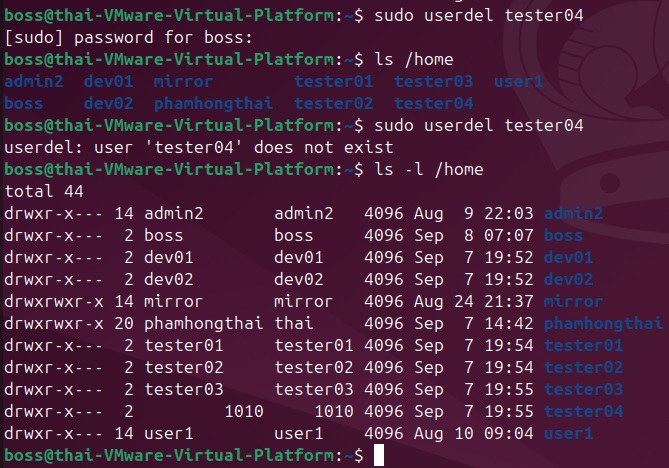 boss@thai-VMware-Virtual-Platform:~$ sudo userdel tester04
[sudo] password for boss:
boss@thai-VMware-Virtual-Platform:~$ ls /home
admin2  dev01  mirror        tester01  tester03  user1
boss    dev02  phamhongthai  tester02  tester04
boss@thai-VMware-Virtual-Platform:~$ sudo userdel tester04
userdel: user 'tester04' does not exist
boss@thai-VMware-Virtual-Platform:~$ ls -l /home
total 44
drwxr-x--- 14 admin2       admin2   4096 Aug  9 22:03 admin2
drwxr-x---  2 boss         boss     4096 Sep  8 07:07 boss
drwxr-x---  2 dev01        dev01    4096 Sep  7 19:52 dev01
drwxr-x---  2 dev02        dev02    4096 Sep  7 19:52 dev02
drwxrwxr-x 14 mirror       mirror   4096 Aug 24 21:37 mirror
drwxrwxr-x 20 phamhongthai thai     4096 Sep  7 14:42 phamhongthai
drwxr-x---  2 tester01     tester01 4096 Sep  7 19:54 tester01
drwxr-x---  2 tester02     tester02 4096 Sep  7 19:54 tester02
drwxr-x---  2 tester03     tester03 4096 Sep  7 19:55 tester03
drwxr-x---  2         1010     1010 4096 Sep  7 19:55 tester04
drwxr-x--- 14 user1        user1    4096 Aug 10 09:04 user1
boss@thai-VMware-Virtual-Platform:~$